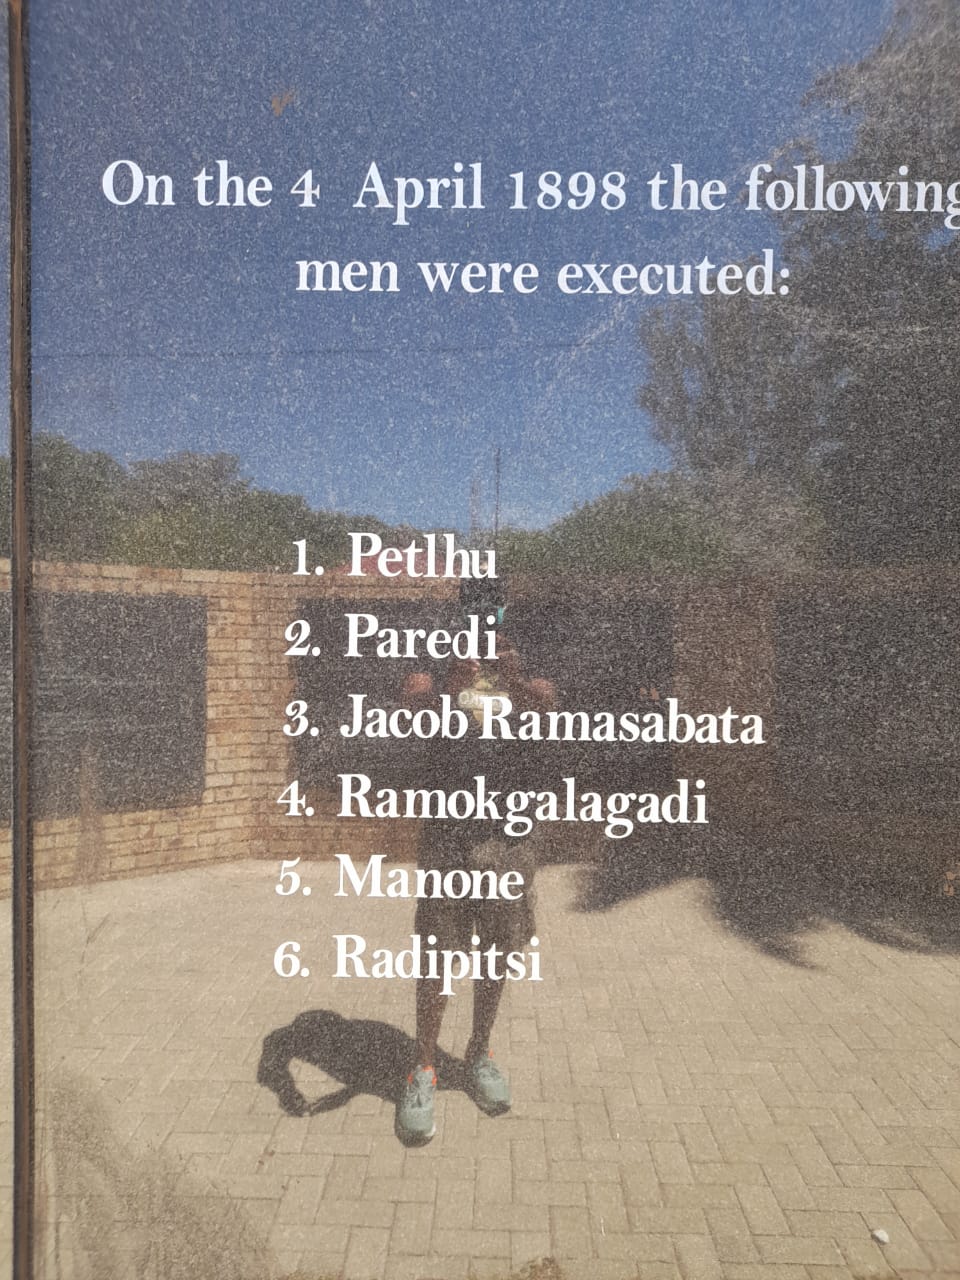 On the 4 April 1898 the following
men were executed:
1. Petlhu
2. Paredi
3. Jacob Ramasabata
4. Ramokgalagadi
5. Manone
6. Radipitsi